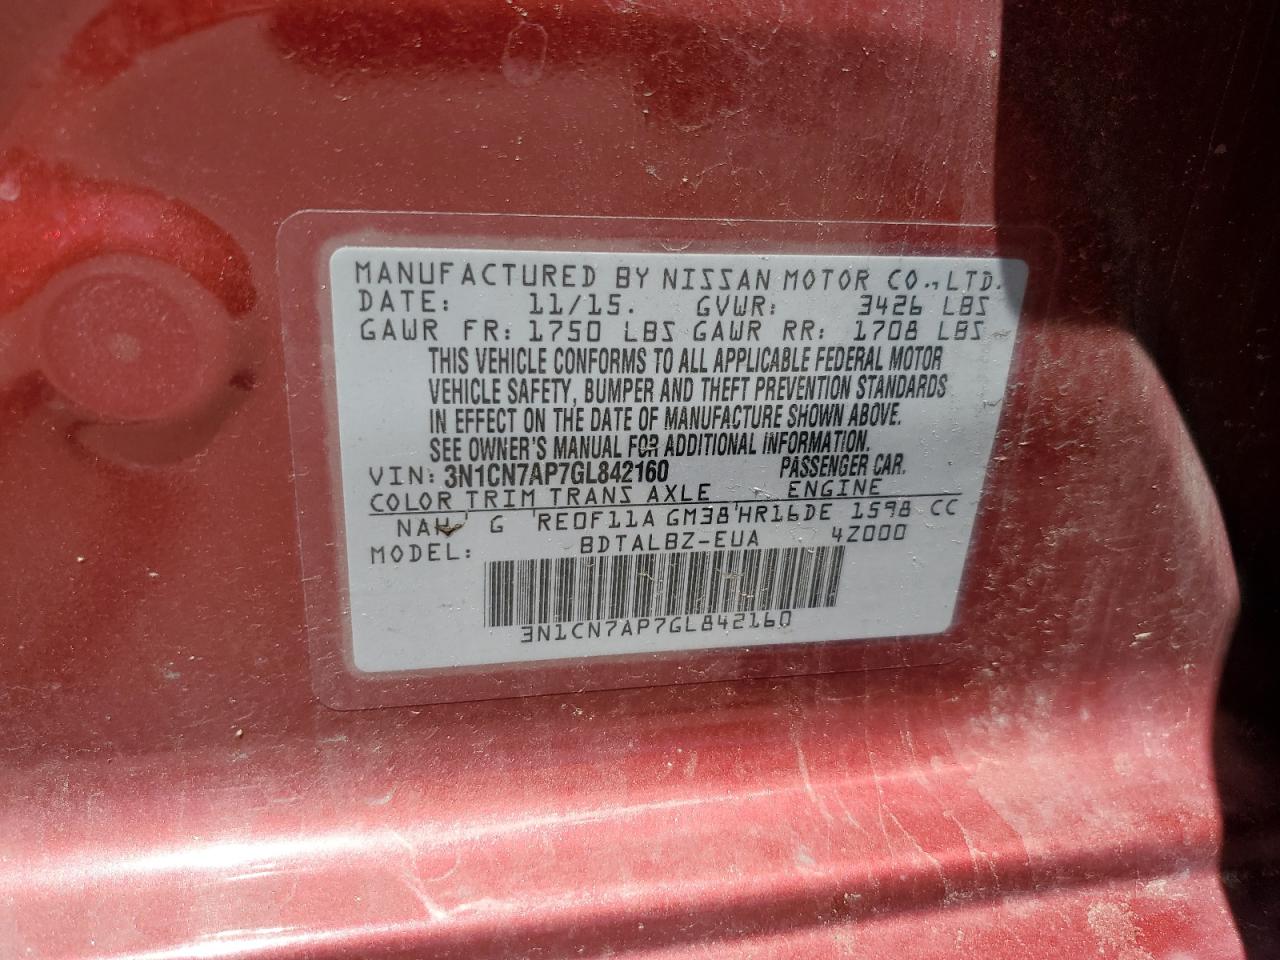 MANUFACTURED BY NISSAN MOTOR CO.,LTD.
DATE: 11/15. GVWR: 3426 LBS
GAWR FR: 1750 LBS GAWR RR: 1708 LBS
THIS VEHICLE CONFORMS TO ALL APPLICABLE FEDERAL MOTOR
VEHICLE SAFETY, BUMPER AND THEFT PREVENTION STANDARDS
IN EFFECT ON THE DATE OF MANUFACTURE SHOWN ABOVE.
SEE OWNER'S MANUAL FOR ADDITIONAL INFORMATION.
VIN: 3N1CN7AP7GL842160 PASSENGER CAR.
COLOR TRIM TRANS AXLE ENGINE
G RE0F11A GM38 HR16DE 1598 CC
MODEL: BDTALBZ-EUA 4Z000
3N1CN7AP7GL842160